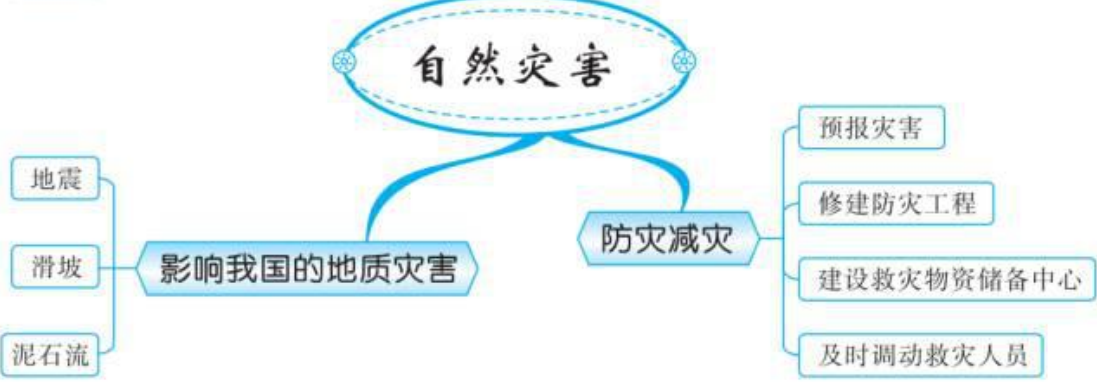 自然灾害
地震
滑坡
泥石流
影响我国的地质灾害
防灾减灾
预报灾害
修建防灾工程
建设救灾物资储备中心
及时调动救灾人员